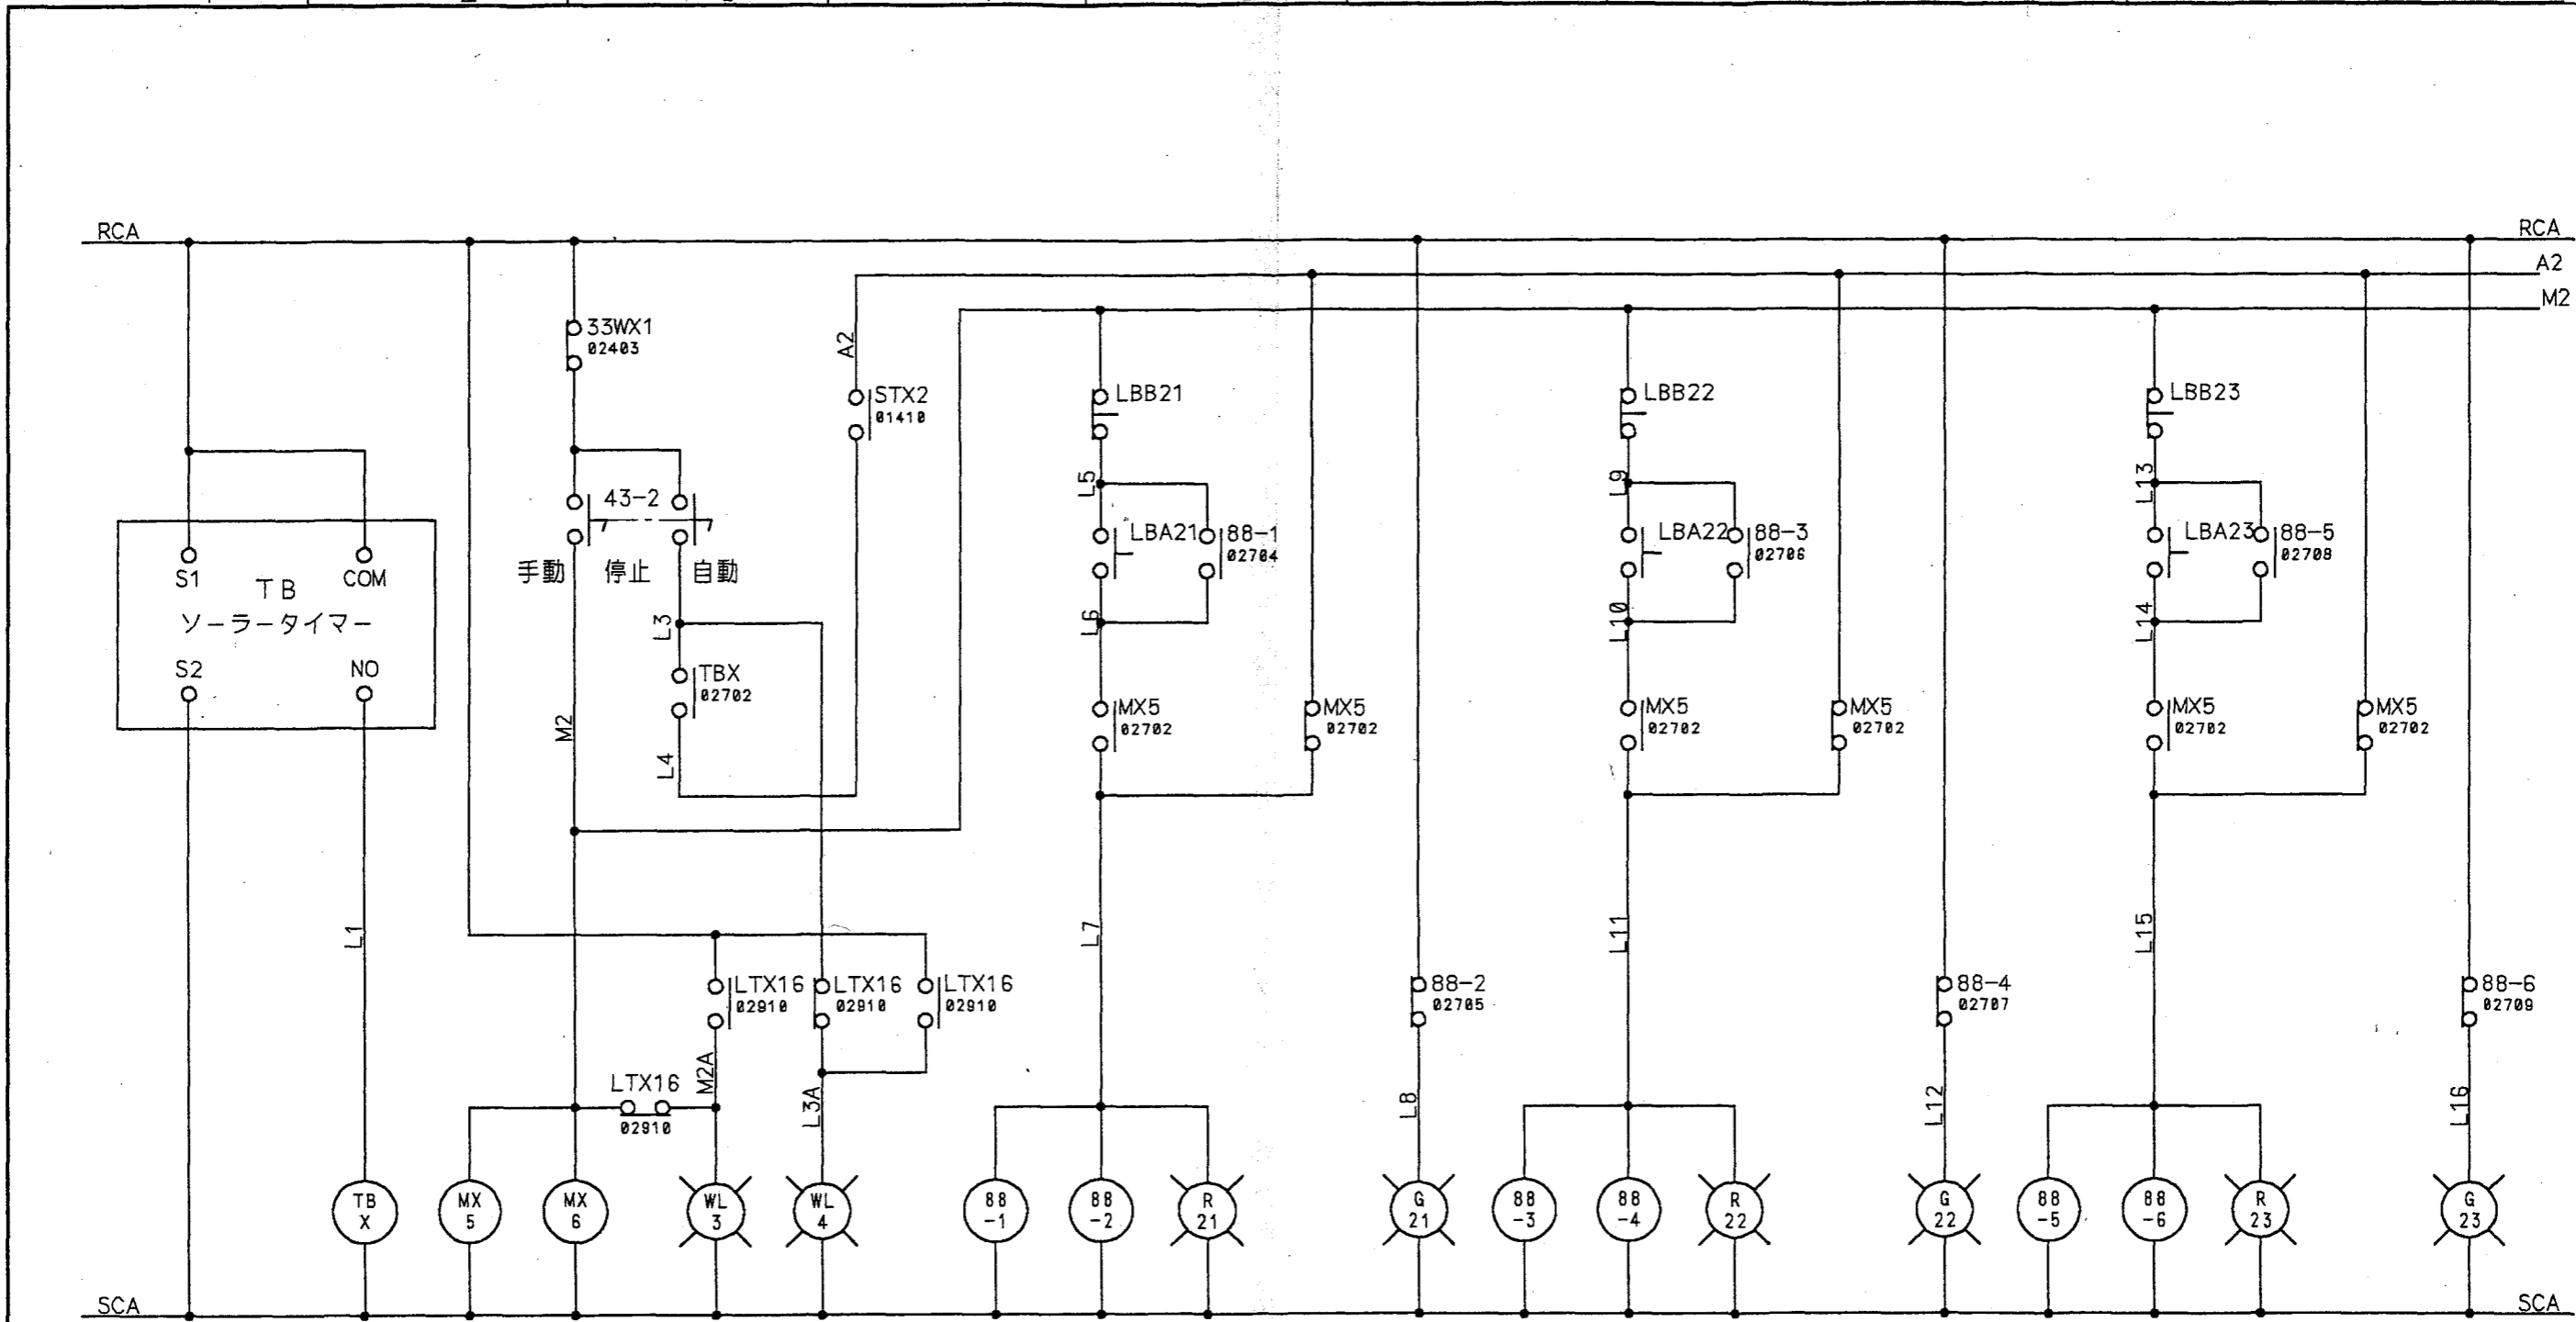 RCA
RCA
A2
M2
33WX1
02403
A2
STX2
01410
LBB21
LBB22
LBB23
L5
L9
L13
43-2
LBA21
88-1
02704
LBA22
88-3
02706
LBA23
88-5
02708
手動
停止
自動
S1
COM
TB
ソーラータイマー
S2
NO
L3
L6
L10
L14
TBX
02702
M2
L4
MX5
02702
MX5
02702
MX5
02702
MX5
02702
MX5
02702
MX5
02702
L1
L7
L11
L15
LTX16
02910
LTX16
02910
LTX16
02910
88-2
02705
88-4
02707
88-6
02709
LTX16
02910
M2A
L3A
L8
L12
L16
TB
X
MX
5
MX
6
WL
3
WL
4
88
-1
88
-2
R
21
G
21
88
-3
88
-4
R
22
G
22
88
-5
88
-6
R
23
G
23
SCA
SCA